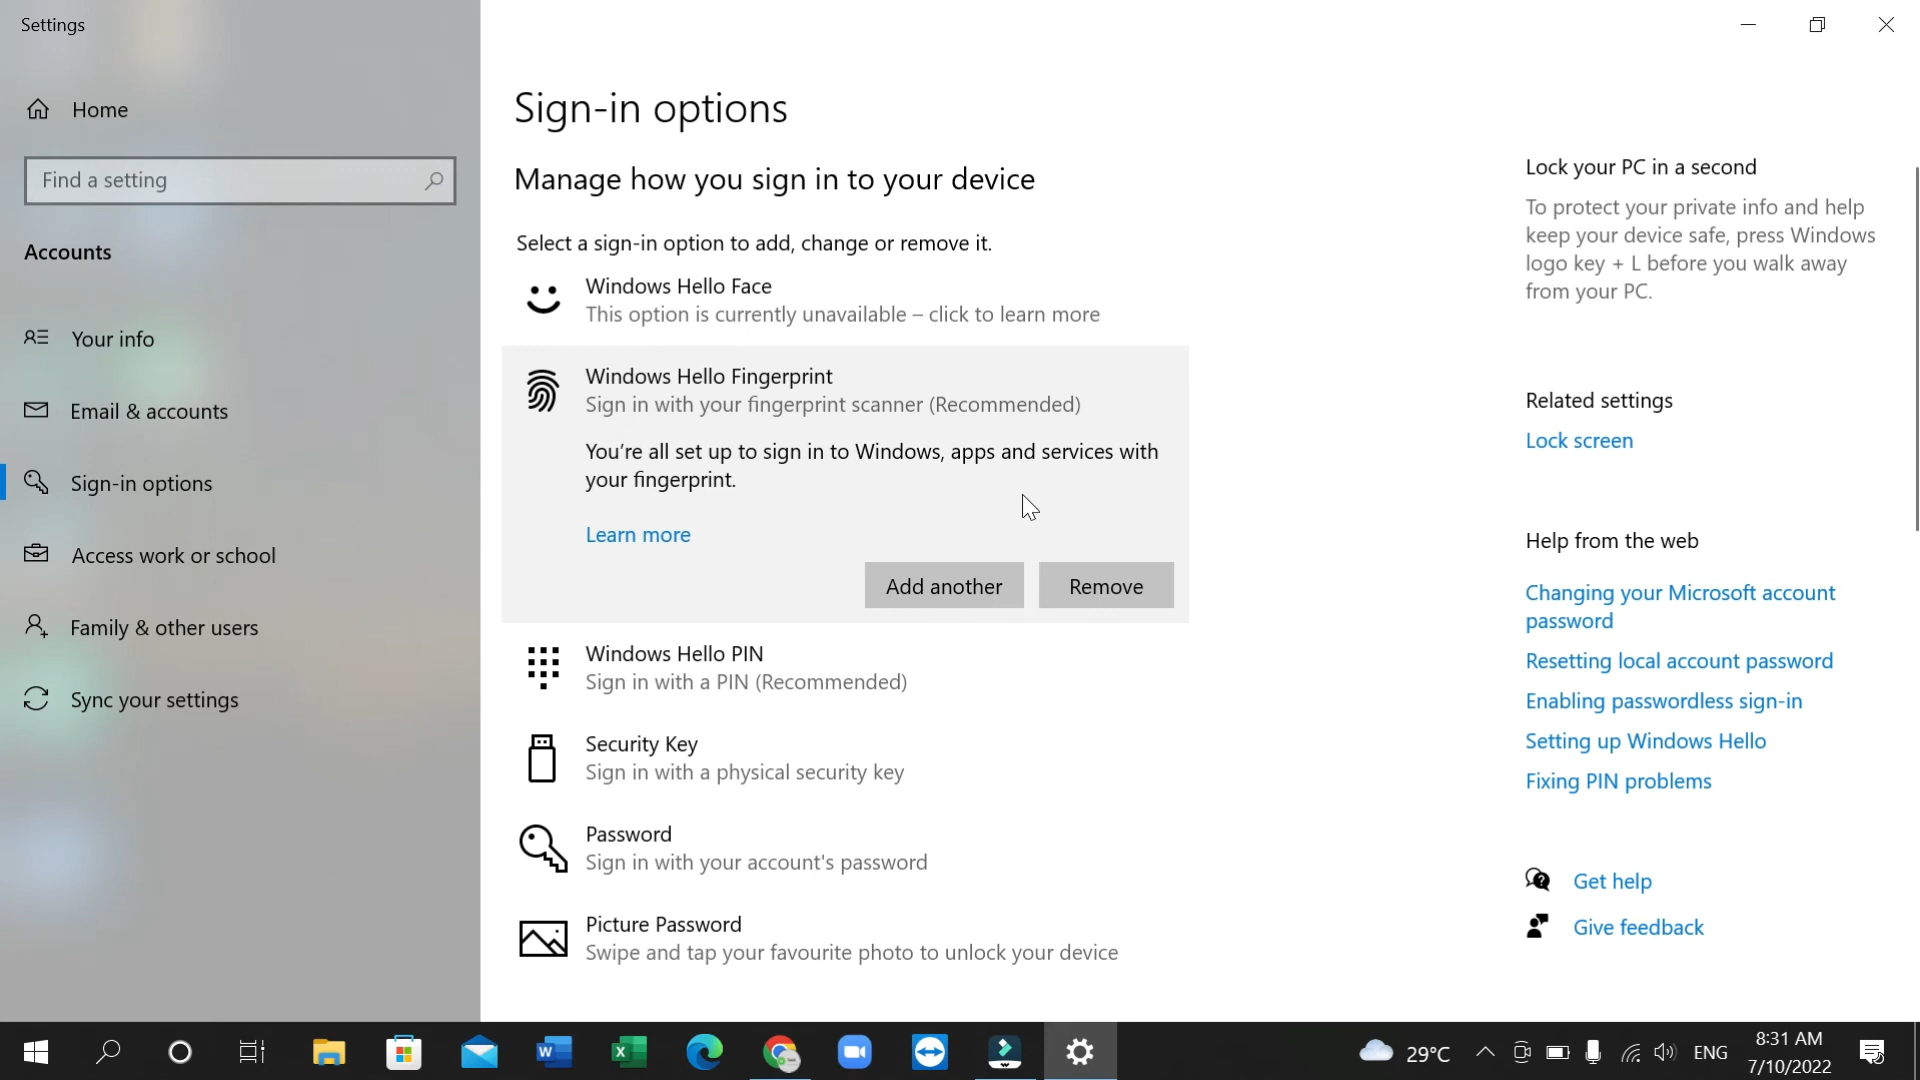 Settings
Home
Find a setting
Accounts
Your info
Email & accounts
Sign-in options
Access work or school
Family & other users
Sync your settings
Sign-in options
Manage how you sign in to your device
Select a sign-in option to add, change or remove it.
Windows Hello Face
This option is currently unavailable – click to learn more
Windows Hello Fingerprint
Sign in with your fingerprint scanner (Recommended)
You're all set up to sign in to Windows, apps and services with
your fingerprint.
Learn more
Add another
Remove
Windows Hello PIN
Sign in with a PIN (Recommended)
Security Key
Sign in with a physical security key
Password
Sign in with your account's password
Picture Password
Swipe and tap your favourite photo to unlock your device
Lock your PC in a second
To protect your private info and help
keep your device safe, press Windows
logo key + L before you walk away
from your PC.
Related settings
Lock screen
Help from the web
Changing your Microsoft account
password
Resetting local account password
Enabling passwordless sign-in
Setting up Windows Hello
Fixing PIN problems
Get help
Give feedback
29°C
ENG
8:31 AM
7/10/2022